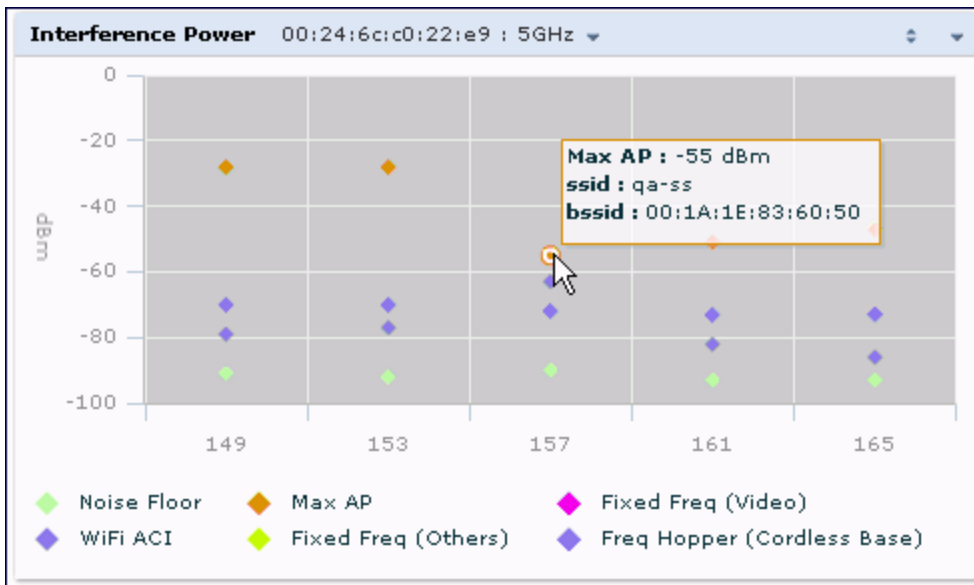 Interference Power 00:24:6c:c0:22:e9 : 5GHz
0
-20
-40
-60
-80
-100
dBm
Max AP : -55 dBm
ssid : qa-ss
bssid : 00:1A:1E:83:60:50
149 153 157 161 165
Noise Floor Max AP Fixed Freq (Video)
WiFi ACI Fixed Freq (Others) Freq Hopper (Cordless Base)